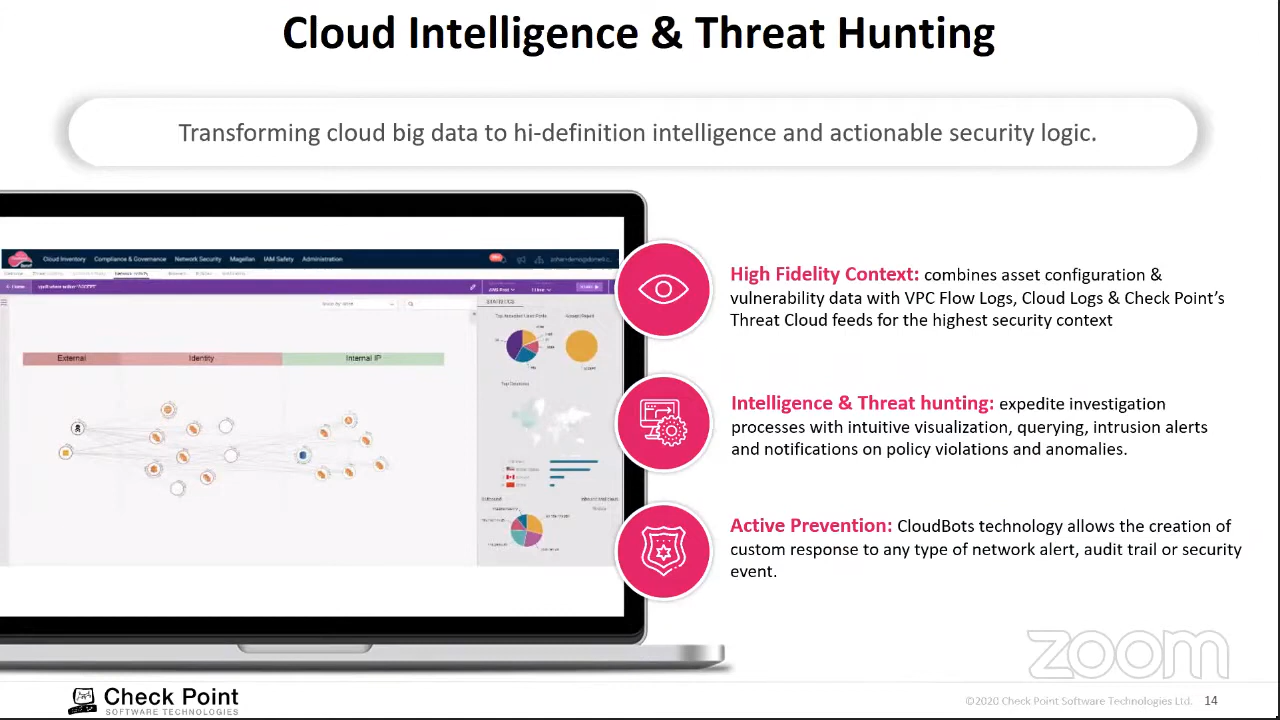 Cloud Intelligence & Threat Hunting
Transforming cloud big data to hi-definition intelligence and actionable security logic.
Cloud Inventory Compliance & Governance Network Security Magellan IAM Safety Administration
External Identity Internal IP
High Fidelity Context: combines asset configuration &
vulnerability data with VPC Flow Logs, Cloud Logs & Check Point's
Threat Cloud feeds for the highest security context
Intelligence & Threat hunting: expedite investigation
processes with intuitive visualization, querying, intrusion alerts
and notifications on policy violations and anomalies.
Active Prevention: CloudBots technology allows the creation of
custom response to any type of network alert, audit trail or security
event.
zoom
Check Point
SOFTWARE TECHNOLOGIES
©2020 Check Point Software Technologies Ltd. 14